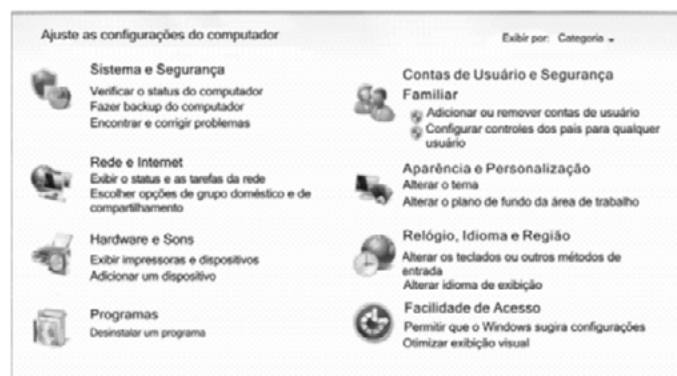 Ajuste as configurações do computador
Exibir por: Categoria
Sistema e Segurança
Verificar o status do computador
Fazer backup do computador
Encontrar e corrigir problemas
Rede e Internet
Exibir o status e as tarefas da rede
Escolher opções de grupo doméstico e de
compartilhamento
Hardware e Sons
Exibir impressoras e dispositivos
Adicionar um dispositivo
Programas
Desinstalar um programa
Contas de Usuário e Segurança
Familiar
Adicionar ou remover contas de usuário
Configurar controles dos pais para qualquer
usuário
Aparência e Personalização
Alterar o tema
Alterar o plano de fundo da área de trabalho
Relógio, Idioma e Região
Alterar os teclados ou outros métodos de
entrada
Alterar idioma de exibição
Facilidade de Acesso
Permitir que o Windows sugira configurações
Otimizar exibição visual